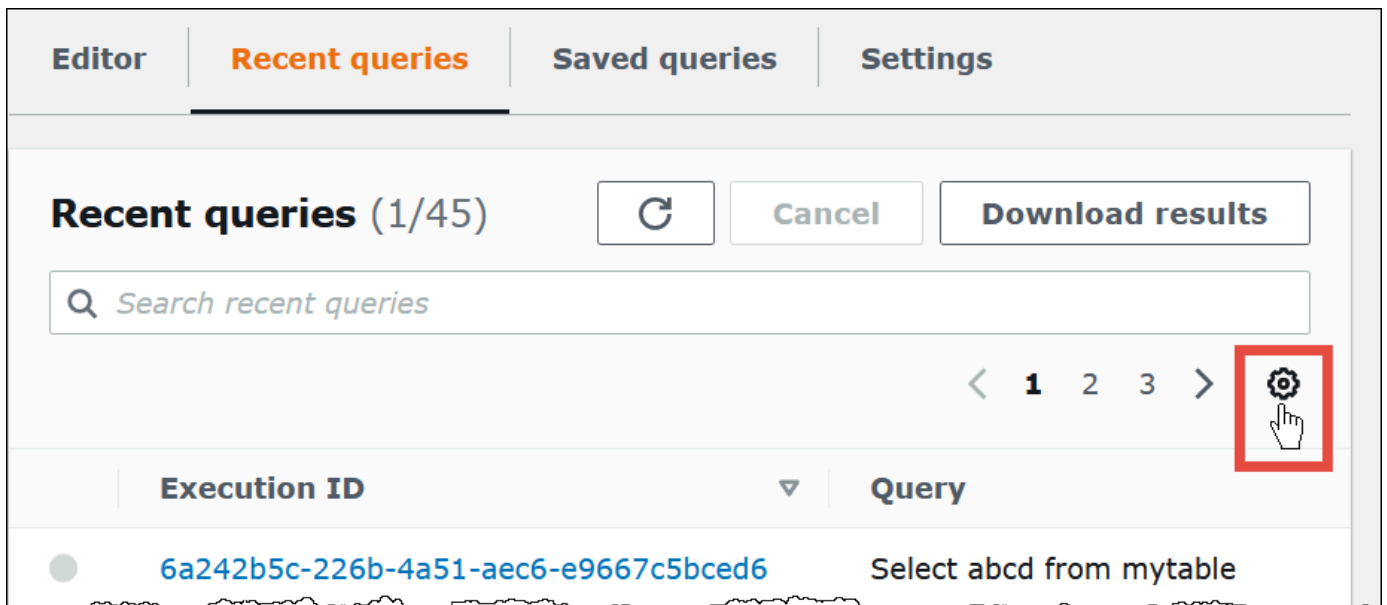 Editor Recent queries Saved queries Settings
Recent queries (1/45) Cancel Download results
Search recent queries
1 2 3
Execution ID Query
6a242b5c-226b-4a51-aec6-e9667c5bced6 Select abcd from mytable